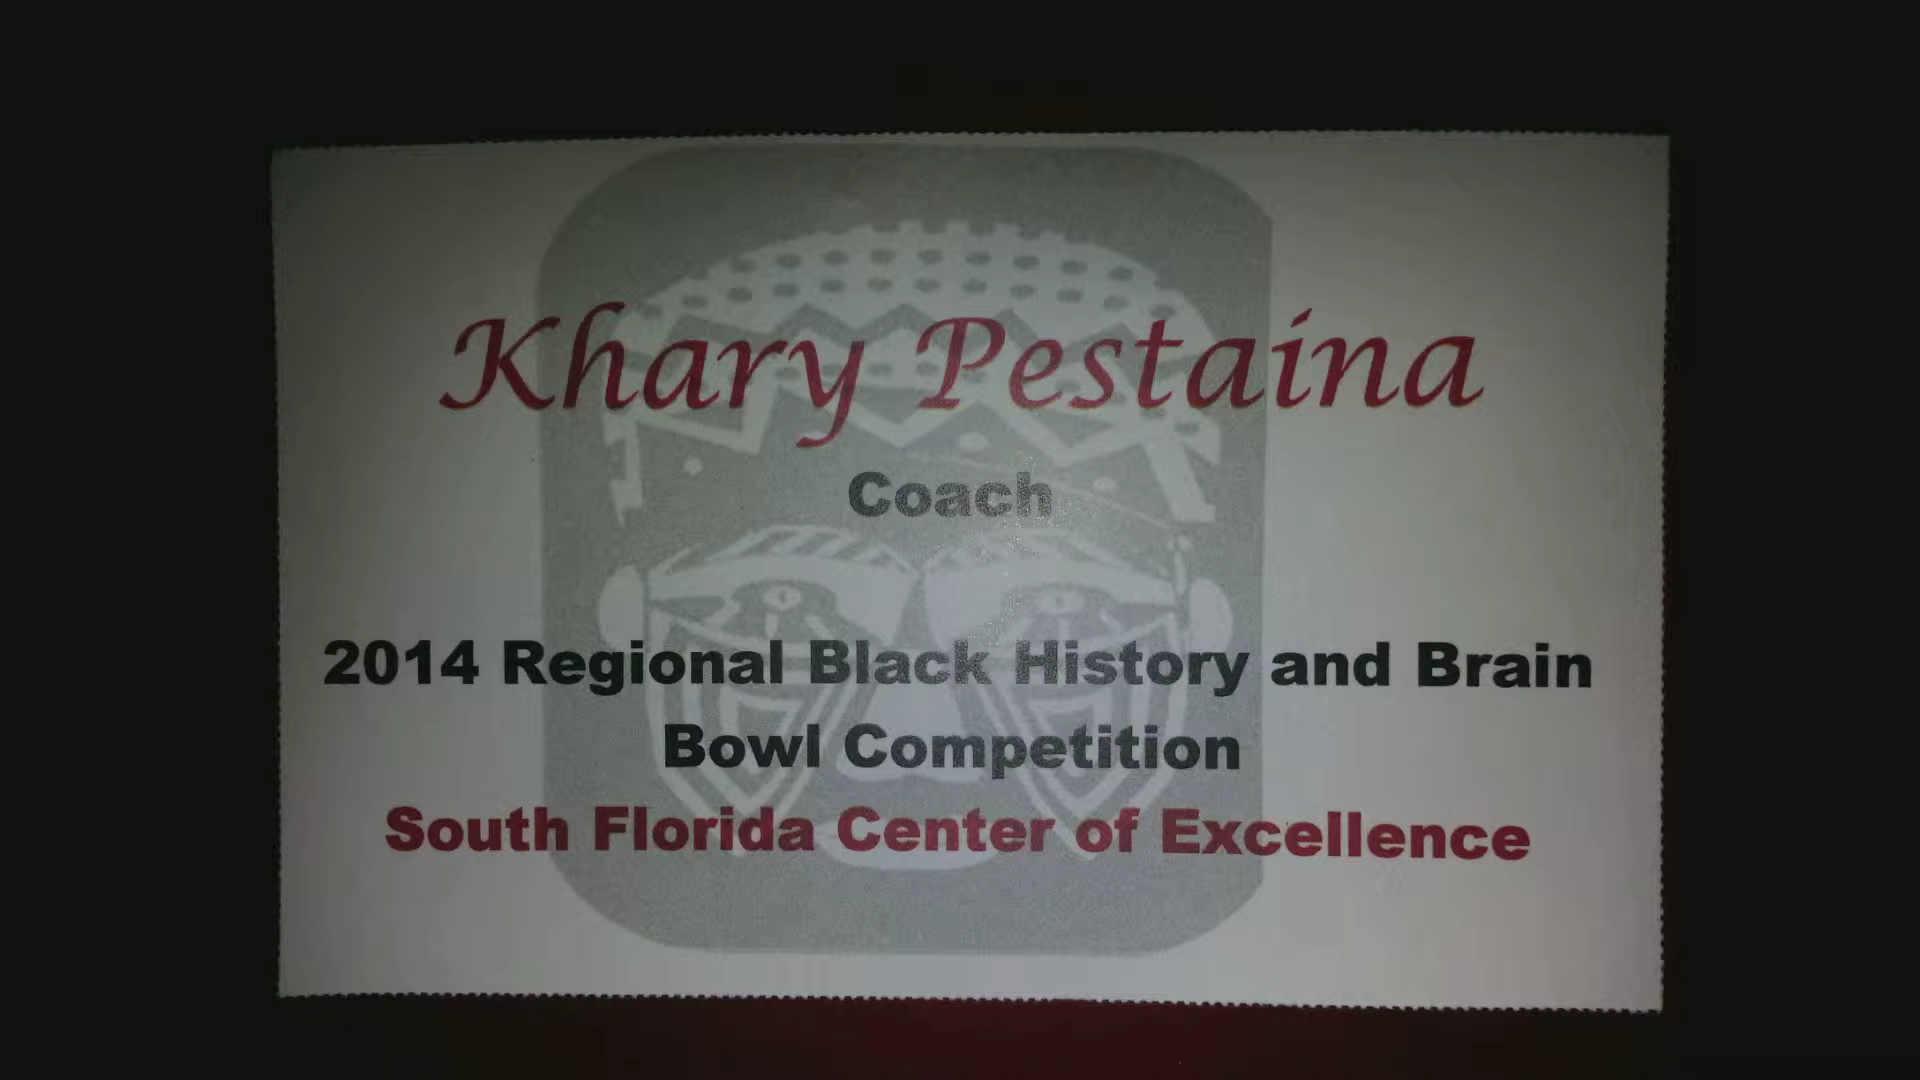 Khary Pestaina
Coach
2014 Regional Black History and Brain
Bowl Competition
South Florida Center of Excellence